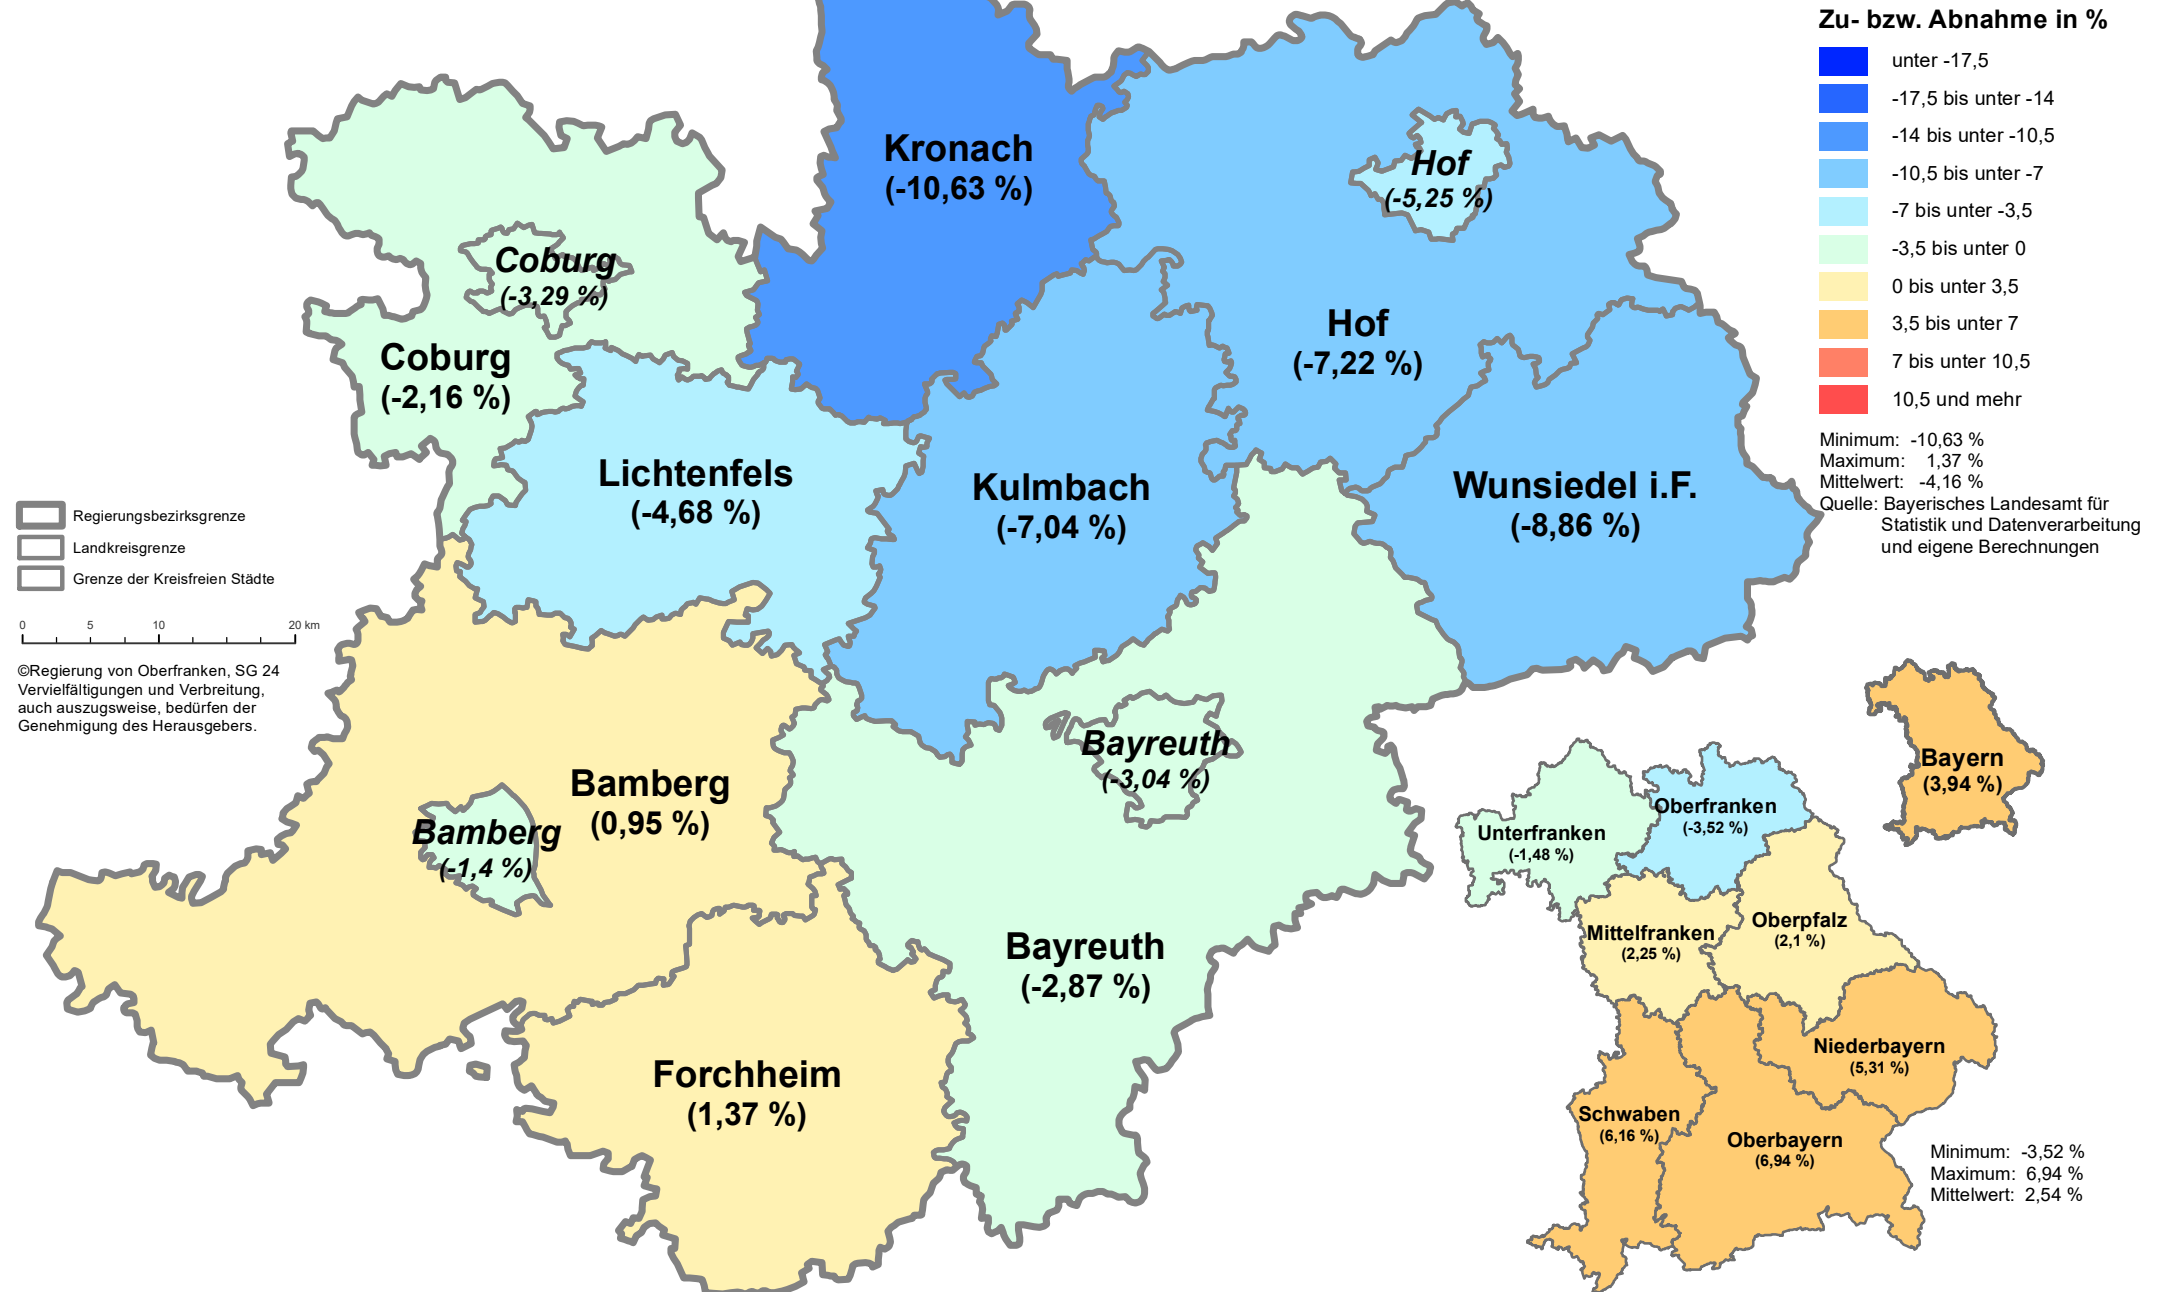 Zu- bzw. Abnahme in %
unter -17,5
-17,5 bis unter -14
-14 bis unter -10,5
-10,5 bis unter -7
-7 bis unter -3,5
-3,5 bis unter 0
0 bis unter 3,5
3,5 bis unter 7
7 bis unter 10,5
10,5 und mehr
Minimum: -10,63 %
Maximum: 1,37 %
Mittelwert: -4,16 %
Quelle: Bayerisches Landesamt für
Statistik und Datenverarbeitung
und eigene Berechnungen
Kronach
(-10,63 %)
Hof
(-5,25 %)
Coburg
(-3,29 %)
Coburg
(-2,16 %)
Hof
(-7,22 %)
Lichtenfels
(-4,68 %)
Kulmbach
(-7,04 %)
Wunsiedel i.F.
(-8,86 %)
Regierungsbezirksgrenze
Landkreisgrenze
Grenze der Kreisfreien Städte
0 5 10 20 km
©Regierung von Oberfranken, SG 24
Vervielfältigungen und Verbreitung,
auch auszugsweise, bedürfen der
Genehmigung des Herausgebers.
Bayreuth
(-3,04 %)
Bamberg
(0,95 %)
Bamberg
(-1,4 %)
Bayreuth
(-2,87 %)
Forchheim
(1,37 %)
Bayern
(3,94 %)
Oberfranken
(-3,52 %)
Unterfranken
(-1,48 %)
Mittelfranken
(2,25 %)
Oberpfalz
(2,1 %)
Niederbayern
(5,31 %)
Schwaben
(6,16 %)
Oberbayern
(6,94 %)
Minimum: -3,52 %
Maximum: 6,94 %
Mittelwert: 2,54 %